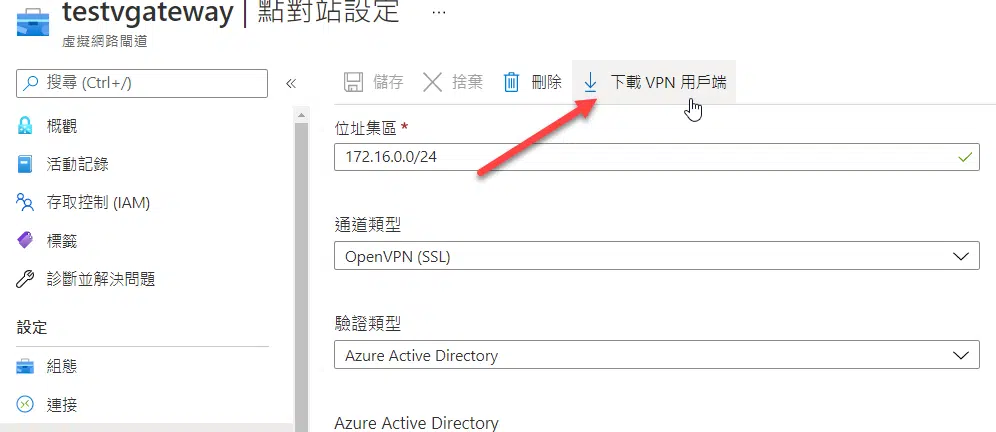 testvgateway | 點對站設定 …
虛擬網路閘道
搜尋 (Ctrl+/) «
儲存 捨棄 刪除 下載 VPN 用戶端
概觀
活動記錄
存取控制 (IAM)
標籤
診斷並解決問題
設定
組態
連接
位址集區 *
172.16.0.0/24
通道類型
OpenVPN (SSL)
驗證類型
Azure Active Directory
Azure Active Directory